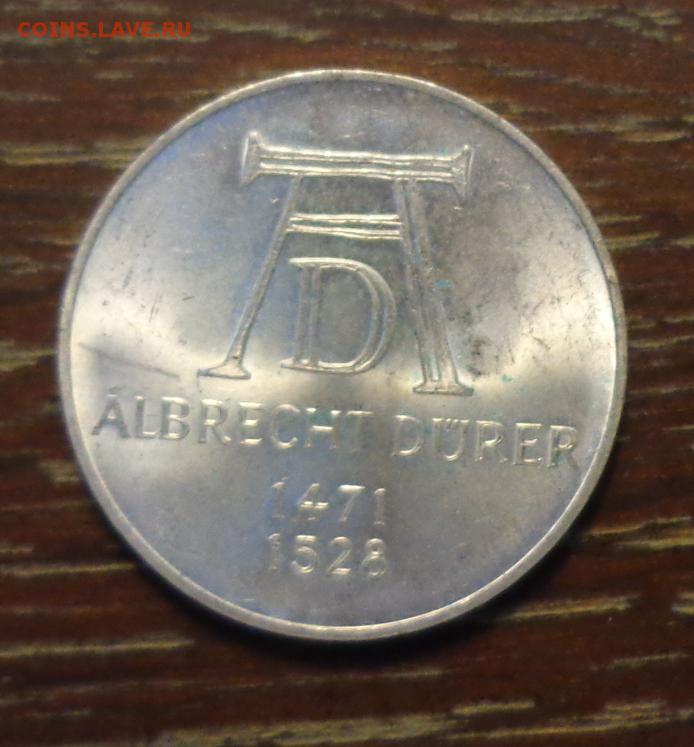 COINS.LAVE.RU
AD
ALBRECHT DÜRER
1471
1528